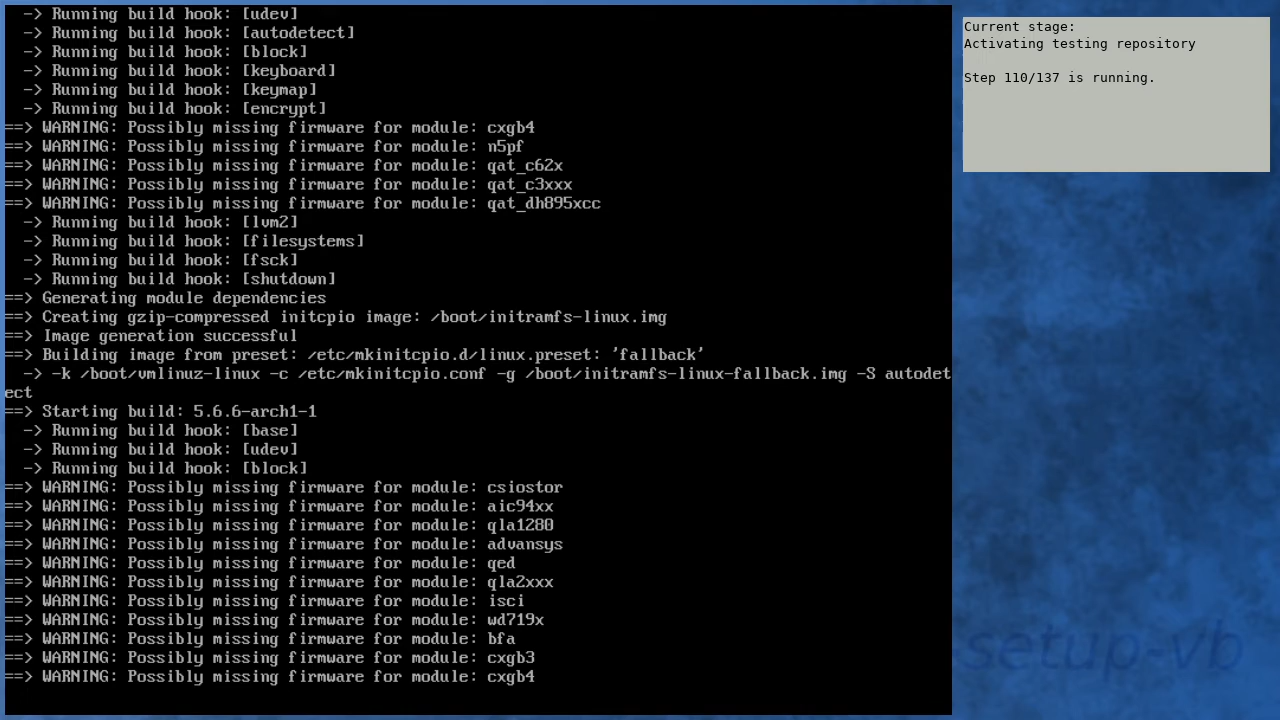 -> Running build hook: [udev]
  -> Running build hook: [autodetect]
  -> Running build hook: [block]
  -> Running build hook: [keyboard]
  -> Running build hook: [keymap]
  -> Running build hook: [encrypt]
==> WARNING: Possibly missing firmware for module: cxgb4
==> WARNING: Possibly missing firmware for module: n5pf
==> WARNING: Possibly missing firmware for module: qat_c62x
==> WARNING: Possibly missing firmware for module: qat_c3xxx
==> WARNING: Possibly missing firmware for module: qat_dh895xcc
  -> Running build hook: [lvm2]
  -> Running build hook: [filesystems]
  -> Running build hook: [fsck]
  -> Running build hook: [shutdown]
==> Generating module dependencies
==> Creating gzip-compressed initcpio image: /boot/initramfs-linux.img
==> Image generation successful
==> Building image from preset: /etc/mkinitcpio.d/linux.preset: 'fallback'
  -> -k /boot/vmlinuz-linux -c /etc/mkinitcpio.conf -g /boot/initramfs-linux-fallback.img -S autodet
ect
==> Starting build: 5.6.6-arch1-1
  -> Running build hook: [base]
  -> Running build hook: [udev]
  -> Running build hook: [block]
==> WARNING: Possibly missing firmware for module: csiostor
==> WARNING: Possibly missing firmware for module: aic94xx
==> WARNING: Possibly missing firmware for module: qla1280
==> WARNING: Possibly missing firmware for module: advansys
==> WARNING: Possibly missing firmware for module: qed
==> WARNING: Possibly missing firmware for module: qla2xxx
==> WARNING: Possibly missing firmware for module: isci
==> WARNING: Possibly missing firmware for module: wd719x
==> WARNING: Possibly missing firmware for module: bfa
==> WARNING: Possibly missing firmware for module: cxgb3
==> WARNING: Possibly missing firmware for module: cxgb4
Current stage:
Activating testing repository
Step 110/137 is running.
setup-vb